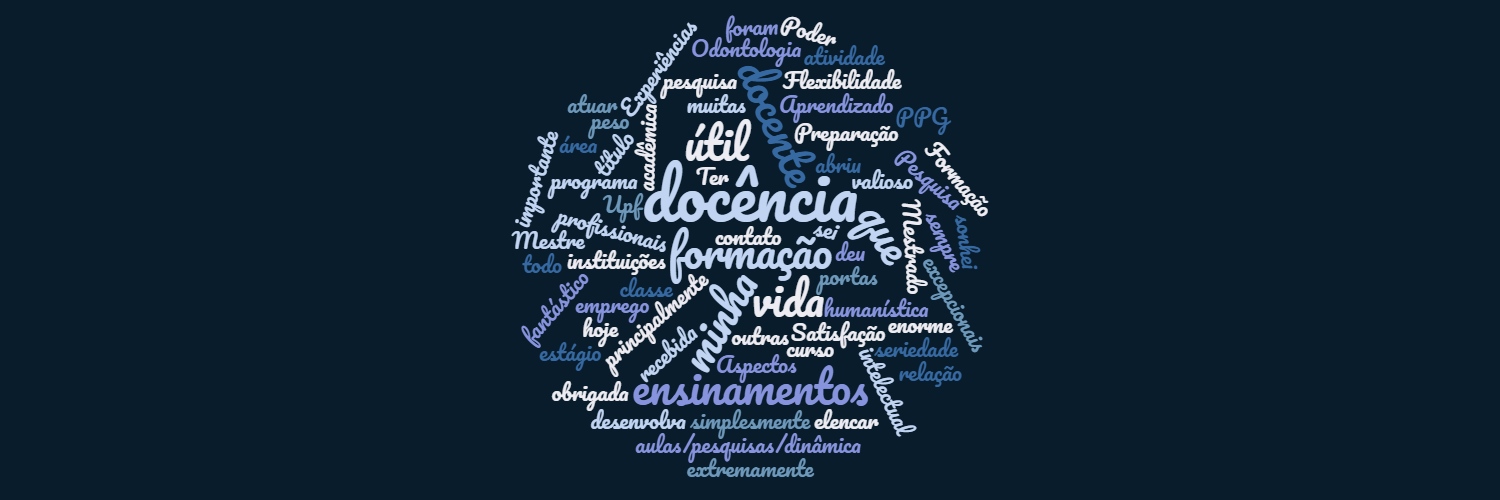 foram
Poder
Odontologia
atividade
Experiências
pesquisa
docente
Flexibilidade
atuar
muitas
Aprendizado
PPG
peso
acadêmica
útil
Preparação
importante
área
título
abriu
Pesquisa
Formação
programa
Ter
valioso
Upf
docência
que
Mestrado
sempre
sonhei
profissionais
Mestre
contato
sei
todo
instituições
formação
deu
excepcionais
portas
fantástico
classe
principalmente
minha
vida
humanística
emprego
hoje
recebida
outras
Satisfação
enorme
estágio
curso
intelectual
seriedade
Aspectos
relação
obrigada
ensinamentos
desenvolva
simplesmente
elencar
aulas/pesquisas/dinâmica
extremamente